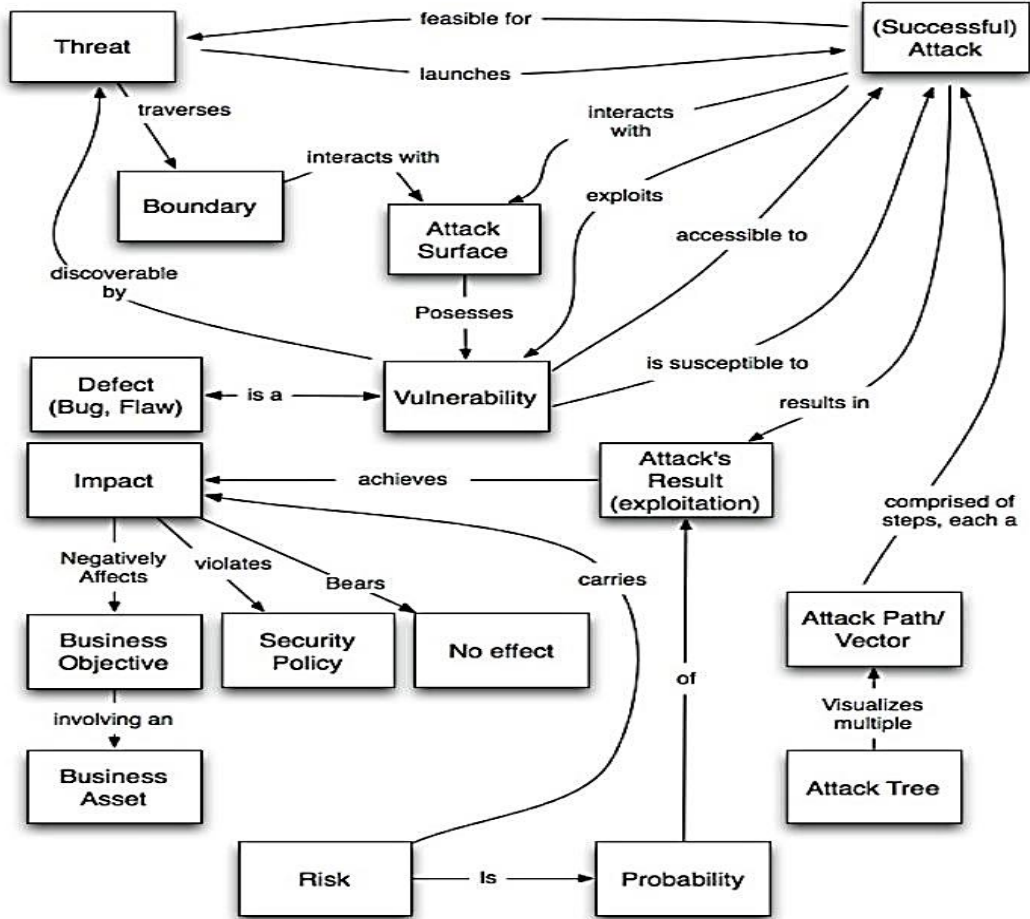 feasible for
Threat
(Successful)
Attack
launches
traverses
interacts
with
interacts with
Boundary
exploits
Attack
Surface
accessible to
discoverable
by
Posesses
is susceptible to
Defect
(Bug, Flaw)
is a
Vulnerability
results in
Impact
achieves
Attack's
Result
(exploitation)
comprised of
steps, each a
Negatively
Affects
violates
Bears
carries
Business
Objective
Security
Policy
No effect
Attack Path/
Vector
of
involving an
Visualizes
multiple
Business
Asset
Attack Tree
Risk
Is
Probability